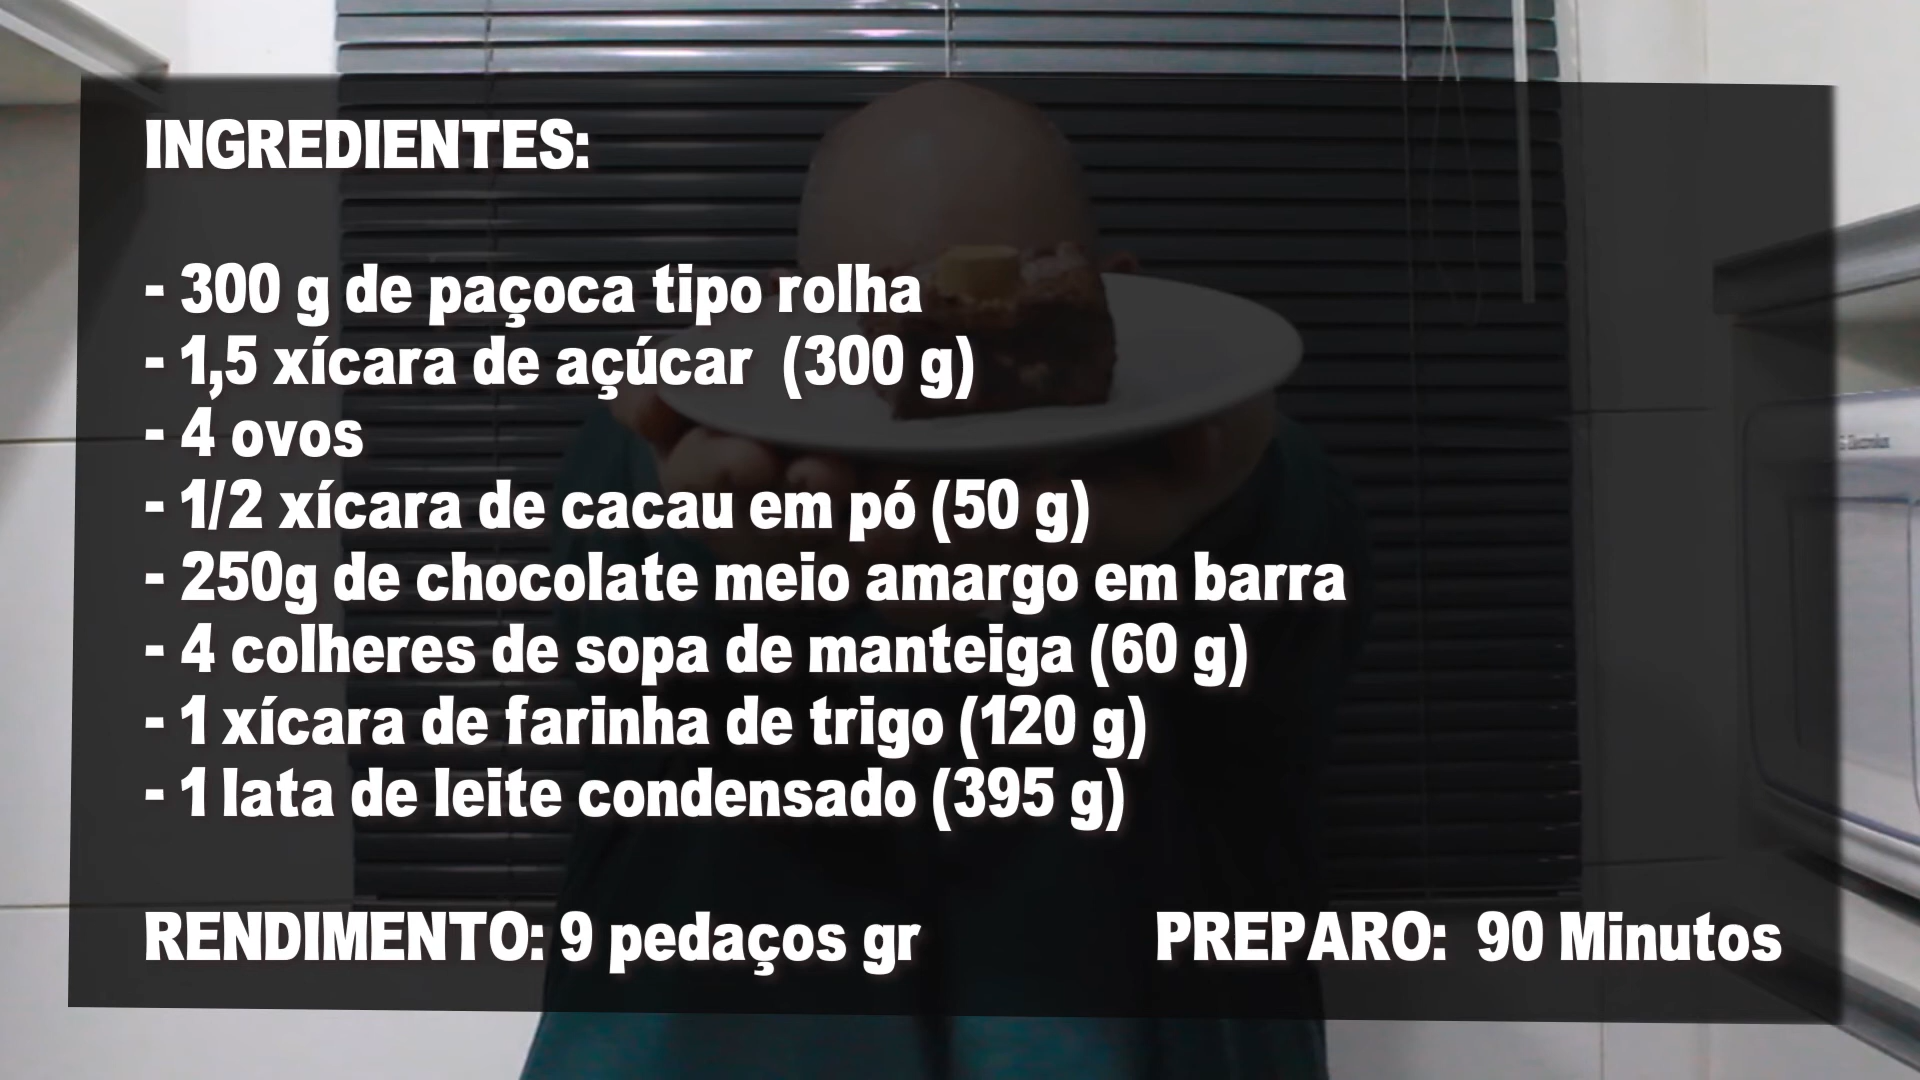 INGREDIENTES:
- 300 g de paçoca tipo rolha
- 1,5 xícara de açúcar (300 g)
- 4 ovos
- 1/2 xícara de cacau em pó (50 g)
- 250g de chocolate meio amargo em barra
- 4 colheres de sopa de manteiga (60 g)
- 1 xícara de farinha de trigo (120 g)
- 1 lata de leite condensado (395 g)
RENDIMENTO: 9 pedaços gr
PREPARO: 90 Minutos
Electrolux